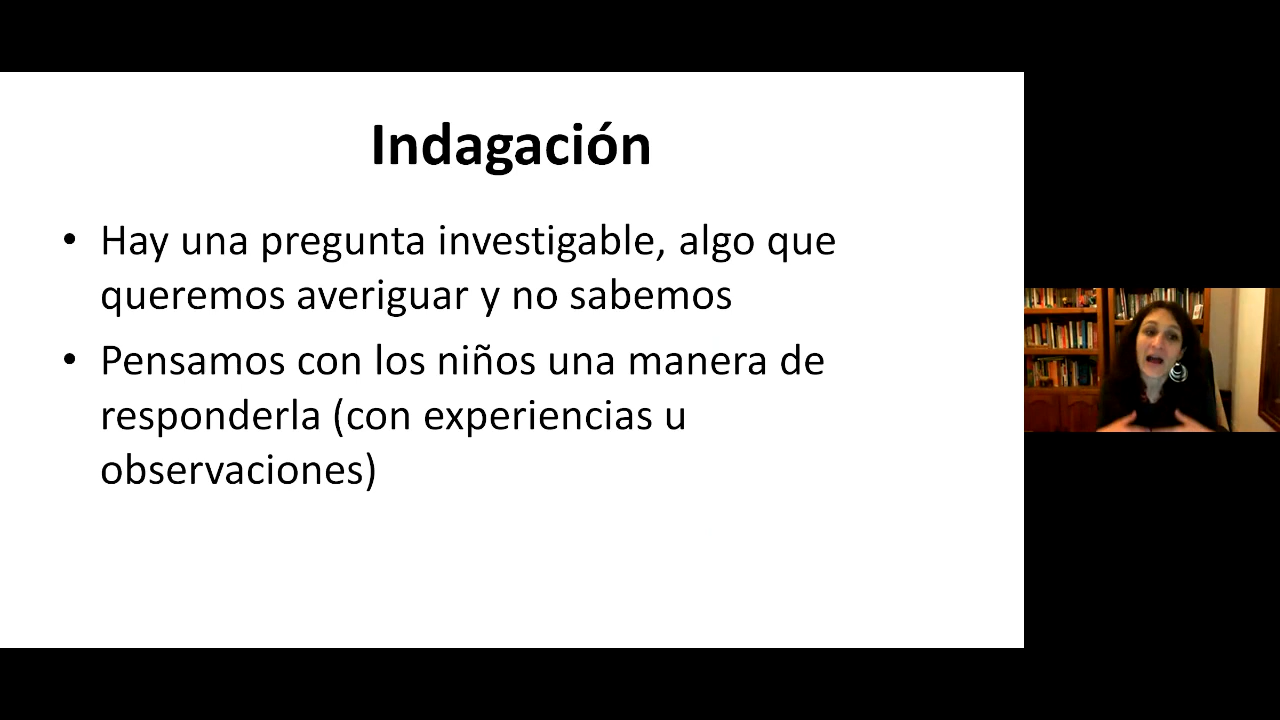 Indagación
• Hay una pregunta investigable, algo que
queremos averiguar y no sabemos
• Pensamos con los niños una manera de
responderla (con experiencias u
observaciones)